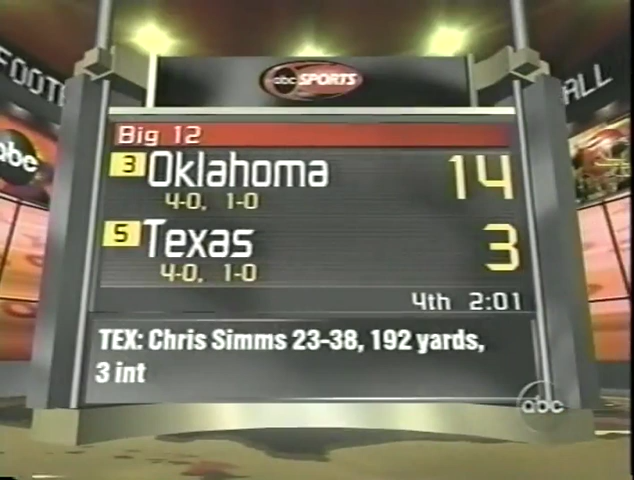 FOOT
ALL
abc SPORTS
abc
Big 12
3 Oklahoma 14
4-0, 1-0
5 Texas 3
4-0, 1-0
4th 2:01
TEX: Chris Simms 23-38, 192 yards,
3 int
abc